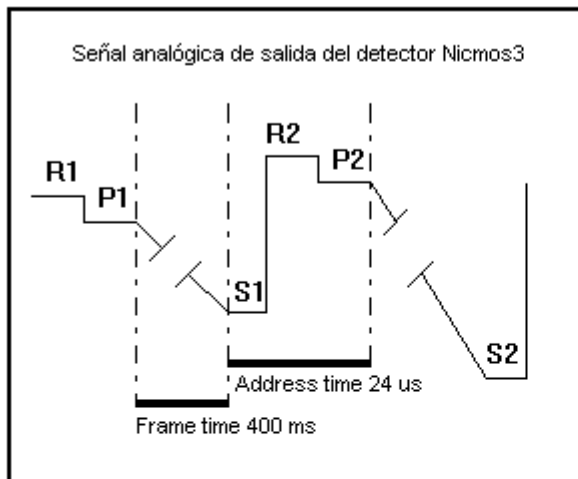 Señal analógica de salida del detector Nicmos3
R1
P1
S1
R2
P2
S2
Address time 24 us
Frame time 400 ms